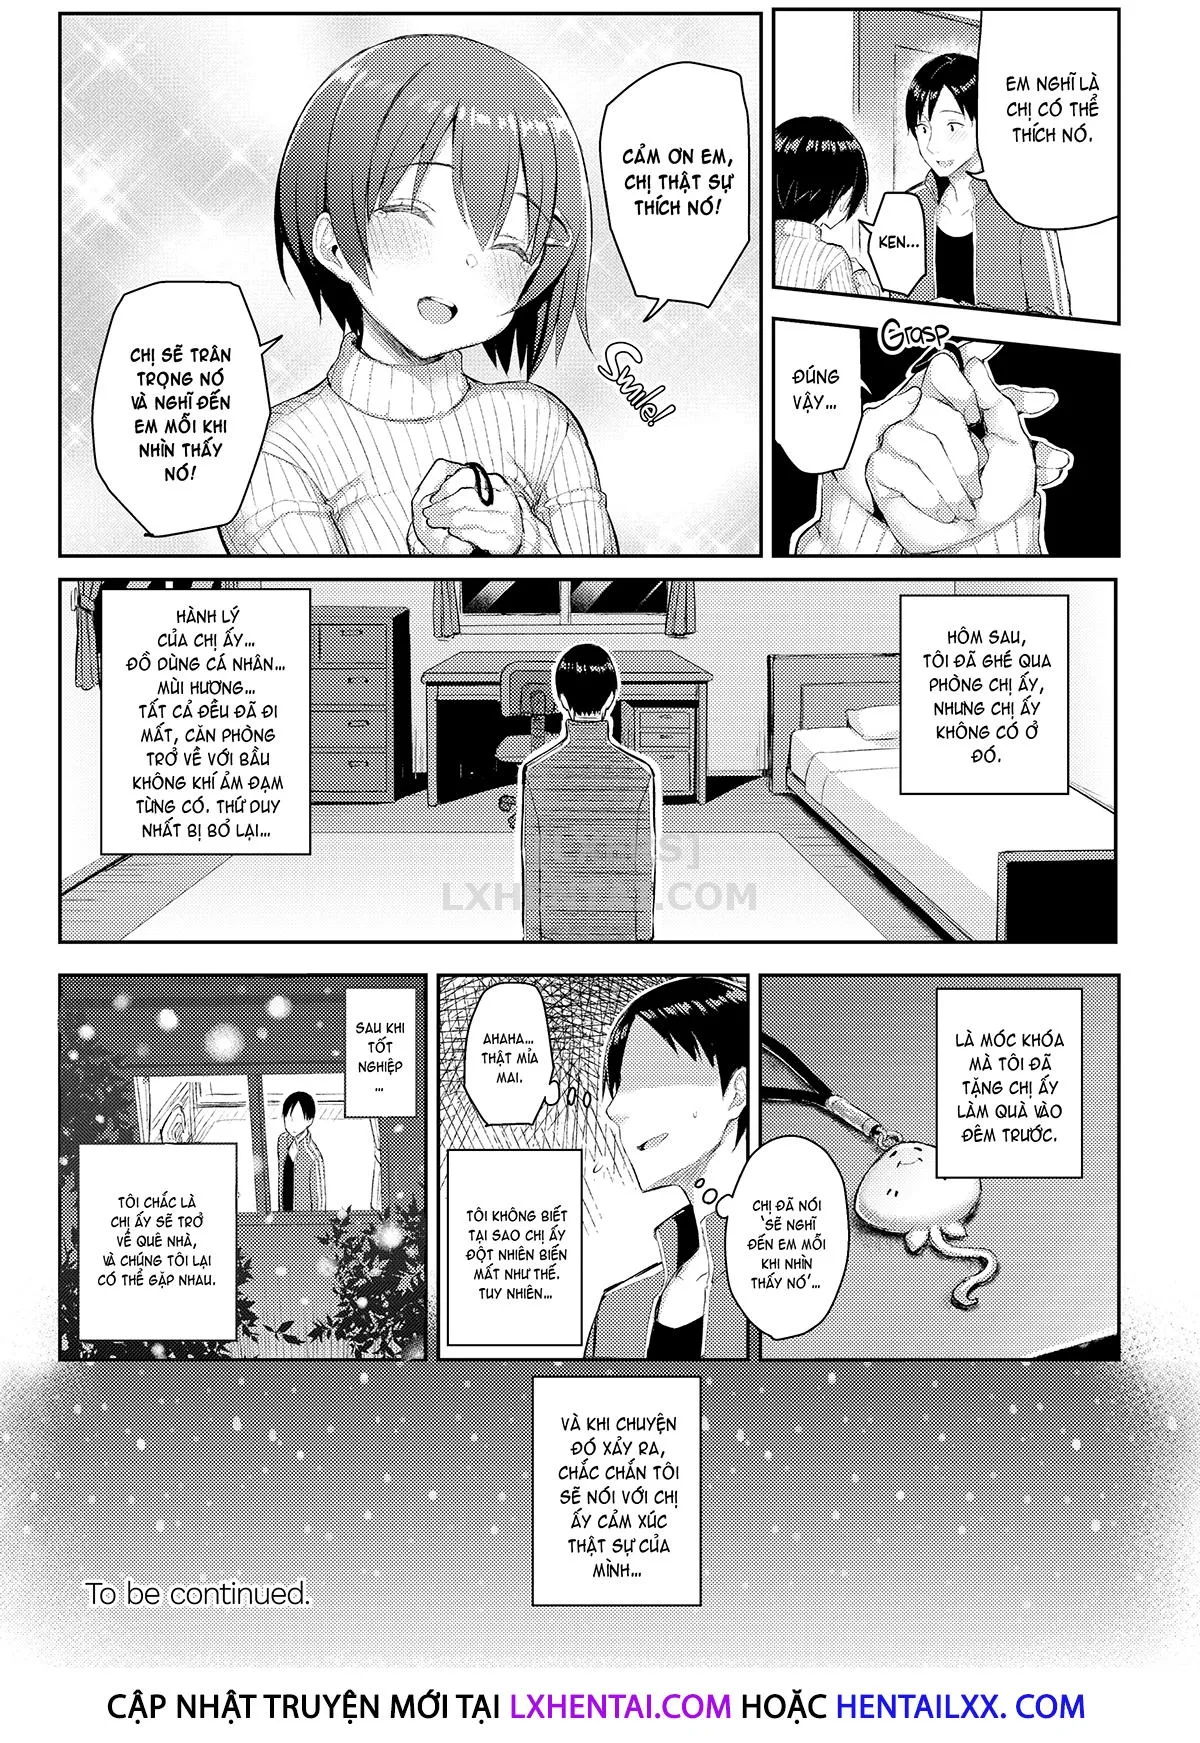 EM NGHĨ LÀ
CHỊ CÓ THỂ
THÍCH NÓ.
KEN...
CẢM ƠN EM,
CHỊ THẬT SỰ
THÍCH NÓ!
Smile!
CHỊ SẼ TRÂN
TRỌNG NÓ
VÀ NGHĨ ĐẾN
EM MỖI KHI
NHÌN THẤY
NÓ!
Grasp
ĐÚNG
VẬY...
HÔM SAU,
TÔI ĐÃ GHÉ QUA
PHÒNG CHỊ ẤY,
NHƯNG CHỊ ẤY
KHÔNG CÓ Ở
ĐÓ.
HÀNH LÝ
CỦA CHỊ ẤY...
ĐỒ DÙNG CÁ NHÂN...
MÙI HƯƠNG...
TẤT CẢ ĐỀU ĐÃ ĐI
MẤT, CĂN PHÒNG
TRỞ VỀ VỚI BẦU
KHÔNG KHÍ ẢM ĐẠM
TỪNG CÓ. THỨ DUY
NHẤT BỊ BỎ LẠI...
LXHENTAI.COM
LÀ MÓC KHÓA
MÀ TÔI ĐÃ
TẶNG CHỊ ẤY
LÀM QUÀ VÀO
ĐÊM TRƯỚC.
CHỊ ĐÃ NÓI
'SẼ NGHĨ
ĐẾN EM MỖI
KHI NHÌN
THẤY NÓ'...
AHAHA...
THẬT MỈA
MAI.
TÔI KHÔNG BIẾT
TẠI SAO CHỊ ẤY
ĐỘT NHIÊN BIẾN
MẤT NHƯ THẾ.
TUY NHIÊN...
SAU KHI
TỐT
NGHIỆP
...
TÔI CHẮC LÀ
CHỊ ẤY SẼ TRỞ
VỀ QUÊ NHÀ,
VÀ CHÚNG TÔI LẠI
CÓ THỂ GẶP NHAU.
VÀ KHI CHUYỆN
ĐÓ XẢY RA,
CHẮC CHẮN TÔI
SẼ NÓI VỚI CHỊ
ẤY CẢM XÚC
THẬT SỰ CỦA
MÌNH...
To be continued.
CẬP NHẬT TRUYỆN MỚI TẠI LXHENTAI.COM HOẶC HENTAILXX. COM